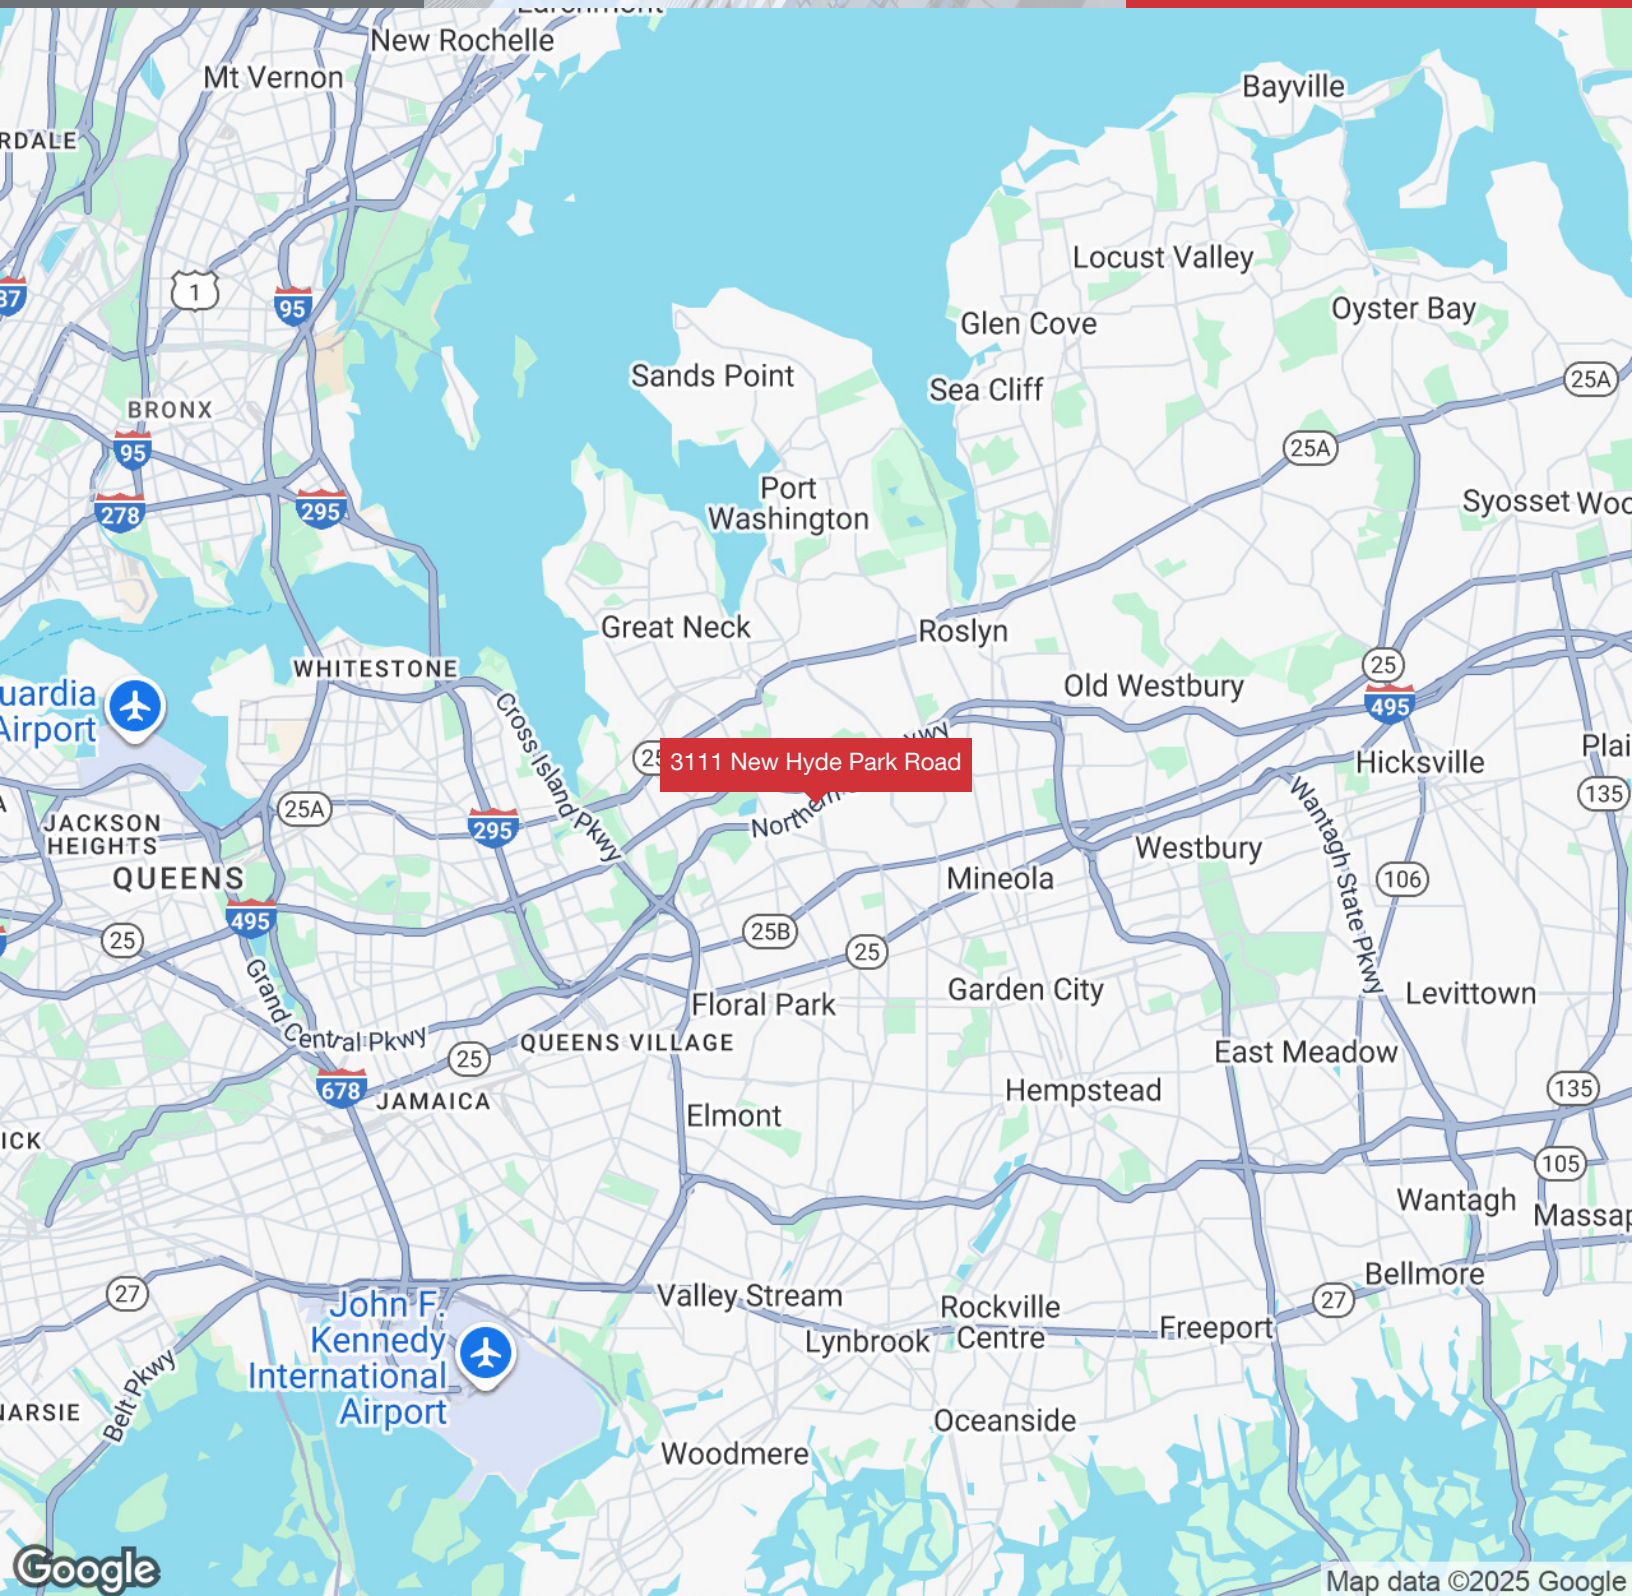 New Rochelle
Mt Vernon
Bayville
Locust Valley
1
95
Oyster Bay
Glen Cove
Sands Point
25A
Sea Cliff
BRONX
25A
95
Port
Washington
278
295
Syosset
Great Neck
Roslyn
WHITESTONE
25
Old Westbury
495
Airport
Cross Island Pkwy
3111 New Hyde Park Road
Hicksville
135
25A
295
JACKSON
HEIGHTS
Westbury
Wantagh State Pkwy
QUEENS
Mineola
106
495
25
25B
25
Garden City
Levittown
Floral Park
Grand Central Pkwy
QUEENS VILLAGE
25
East Meadow
678
JAMAICA
Hempstead
135
Elmont
105
Wantagh
Bellmore
27
Valley Stream
27
John F.
Kennedy
International
Airport
Rockville
Centre
Lynbrook
Freeport
Belt Pkwy
Oceanside
Woodmere
Google
Map data ©2025 Google